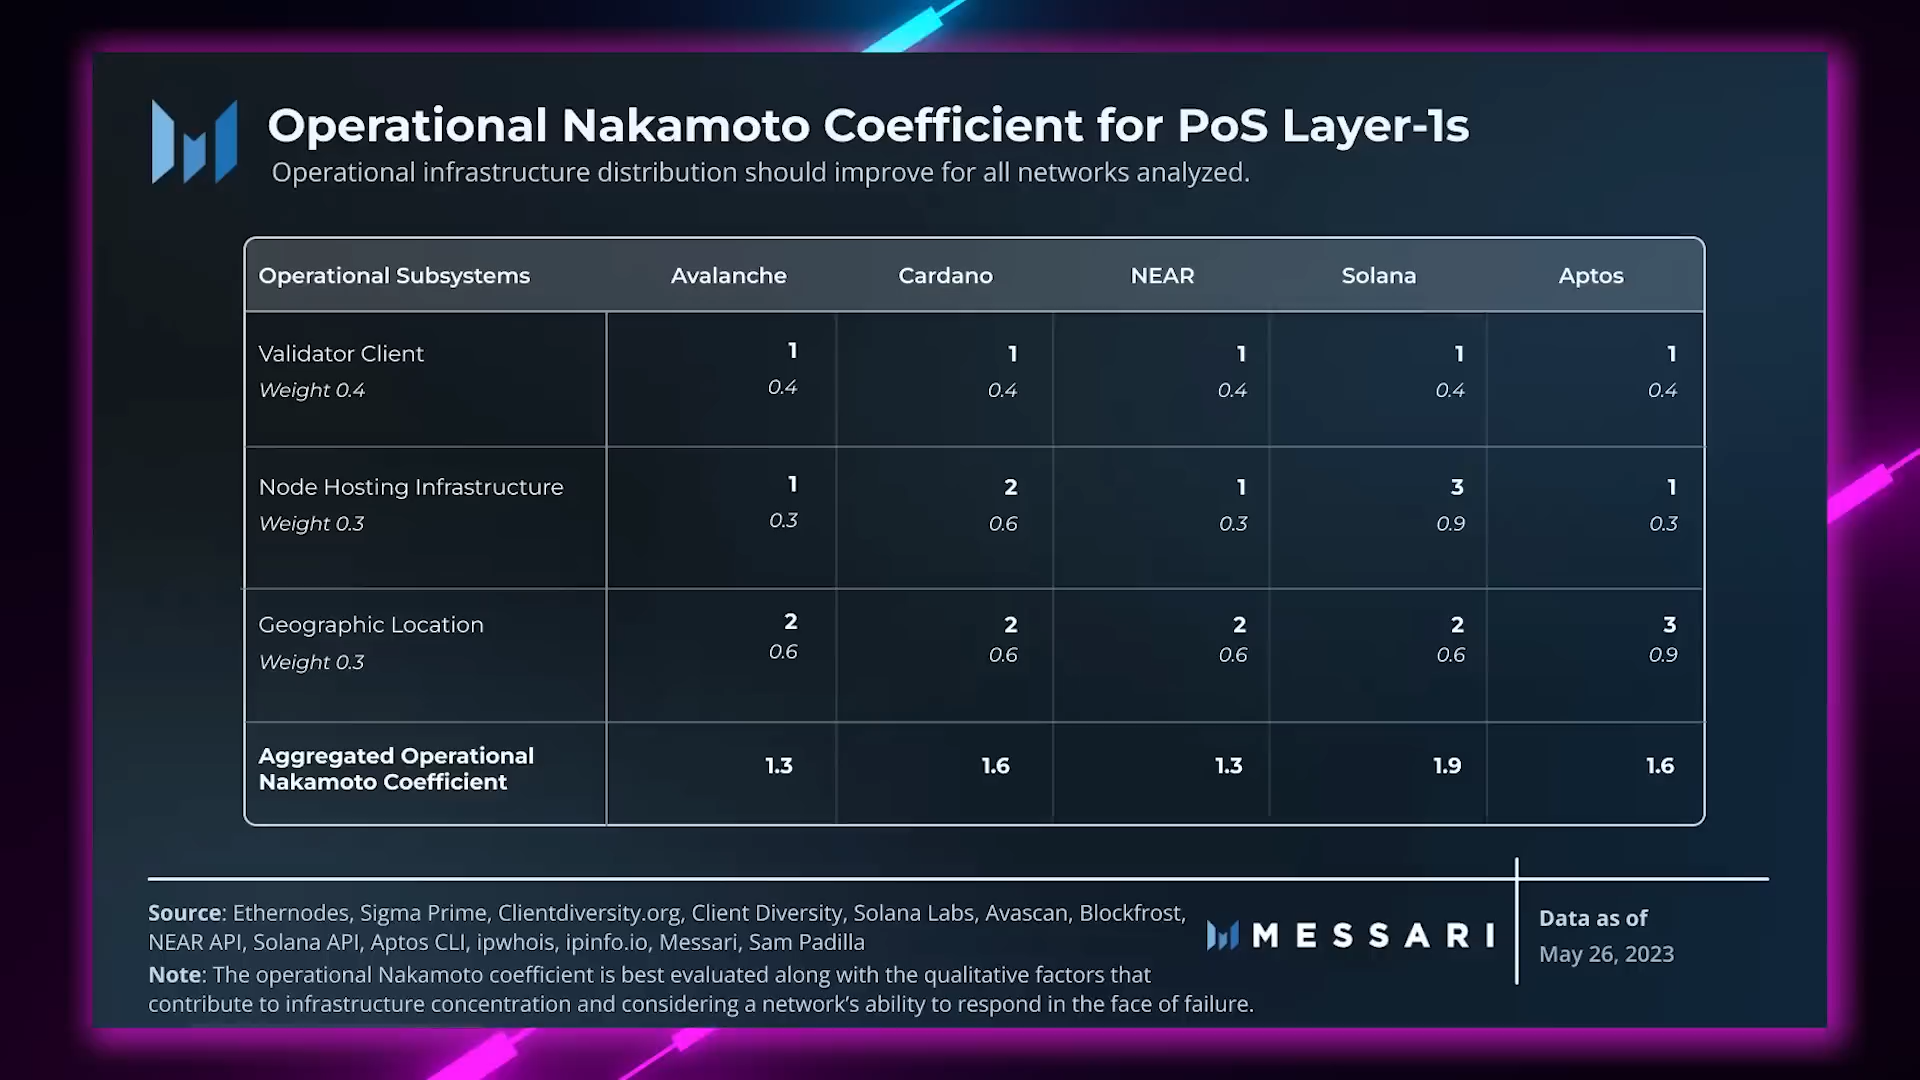 Operational Nakamoto Coefficient for PoS Layer-1s
Operational infrastructure distribution should improve for all networks analyzed.
Operational Subsystems Avalanche Cardano NEAR Solana Aptos
Validator Client 1 1 1 1 1
Weight 0.4 0.4 0.4 0.4 0.4 0.4
Node Hosting Infrastructure 1 2 1 3 1
Weight 0.3 0.3 0.6 0.3 0.9 0.3
Geographic Location 2 2 2 2 3
Weight 0.3 0.6 0.6 0.6 0.6 0.9
Aggregated Operational
Nakamoto Coefficient 1.3 1.6 1.3 1.9 1.6
Source: Ethernodes, Sigma Prime, Clientdiversity.org, Client Diversity, Solana Labs, Avascan, Blockfrost,
NEAR API, Solana API, Aptos CLI, ipwhois, ipinfo.io, Messari, Sam Padilla
Note: The operational Nakamoto coefficient is best evaluated along with the qualitative factors that
contribute to infrastructure concentration and considering a network's ability to respond in the face of failure.
MESSARI
Data as of
May 26, 2023